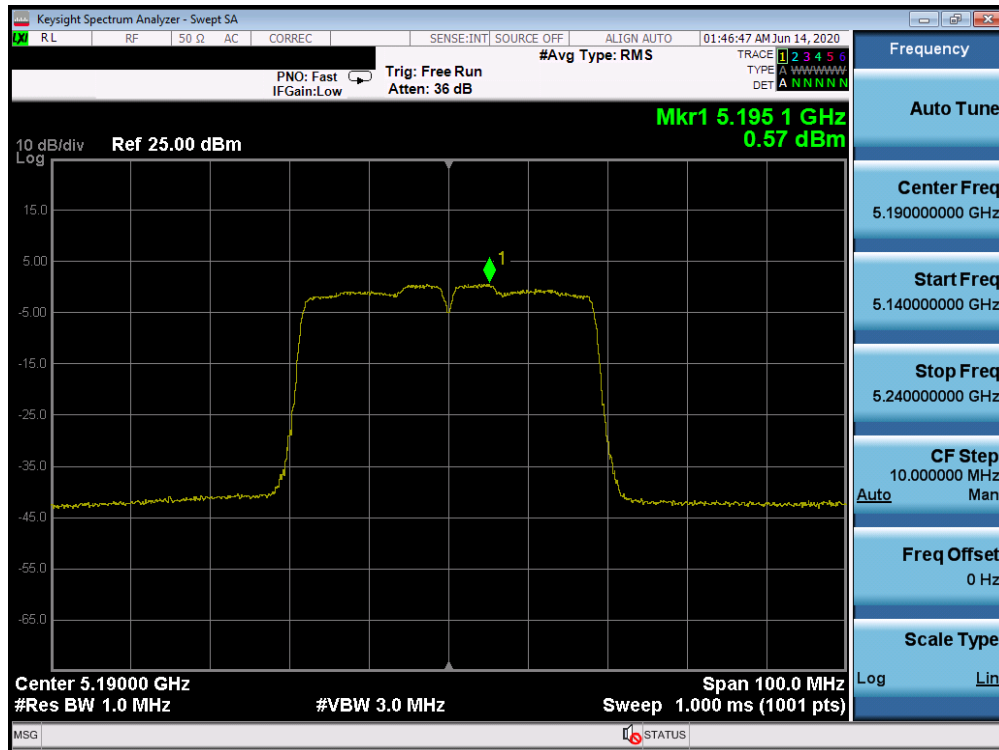 Keysight Spectrum Analyzer - Swept SA
LXI RL RF 50 Ω AC CORREC SENSE:INT SOURCE OFF ALIGN AUTO 01:46:47 AM Jun 14, 2020
Frequency
#Avg Type: RMS
TRACE 1 2 3 4 5 6
PNO: Fast Trig: Free Run
TYPE A WWWWW
IFGain:Low Atten: 36 dB
DET A N N N N N
Auto Tune
Mkr1 5.195 1 GHz
0.57 dBm
10 dB/div Ref 25.00 dBm
Log
15.0
5.00
1
-5.00
-15.0
-25.0
-35.0
-45.0
-55.0
-65.0
Center 5.19000 GHz Span 100.0 MHz
#Res BW 1.0 MHz #VBW 3.0 MHz Sweep 1.000 ms (1001 pts)
Center Freq
5.190000000 GHz
Start Freq
5.140000000 GHz
Stop Freq
5.240000000 GHz
CF Step
10.000000 MHz
Auto Man
Freq Offset
0 Hz
Scale Type
Log Lin
MSG STATUS